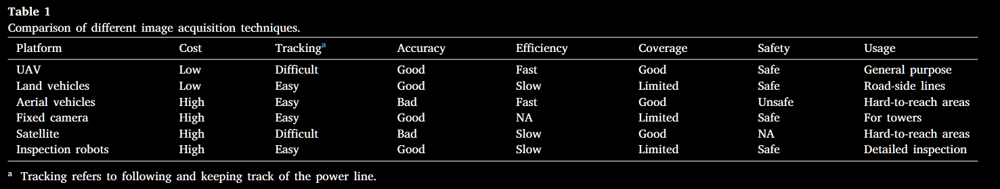 Table 1
Comparison of different image acquisition techniques.
Platform Cost Tracking^a Accuracy Efficiency Coverage Safety Usage
UAV Low Difficult Good Fast Good Safe General purpose
Land vehicles Low Easy Good Slow Limited Safe Road-side lines
Aerial vehicles High Easy Bad Fast Good Unsafe Hard-to-reach areas
Fixed camera High Easy Good NA Limited Safe For towers
Satellite High Difficult Bad Slow Good NA Hard-to-reach areas
Inspection robots High Easy Good Slow Limited Safe Detailed inspection
^a Tracking refers to following and keeping track of the power line.